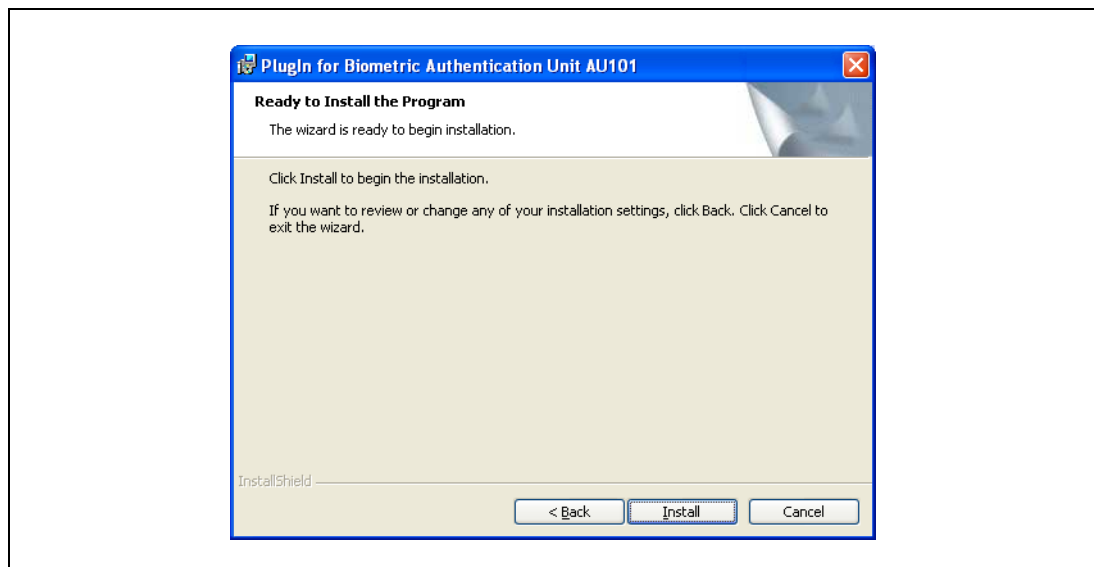 PlugIn for Biometric Authentication Unit AU101
Ready to Install the Program
The wizard is ready to begin installation.
Click Install to begin the installation.
If you want to review or change any of your installation settings, click Back. Click Cancel to
exit the wizard.
InstallShield
< Back
Install
Cancel